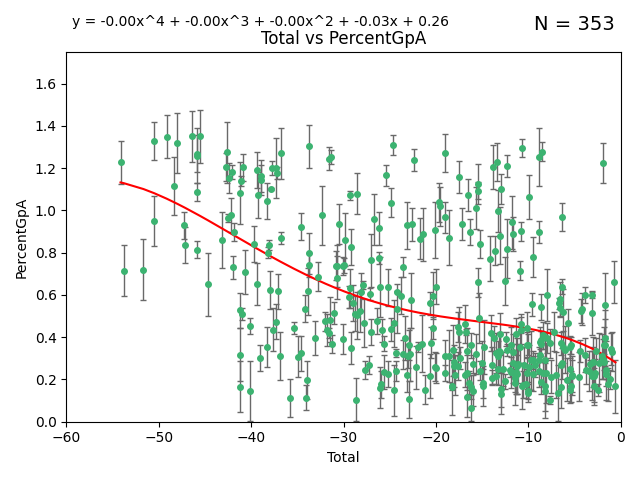 y = -0.00x^4 + -0.00x^3 + -0.00x^2 + -0.03x + 0.26
N = 353
Total vs PercentGpA
PercentGpA
1.6
1.4
1.2
1.0
0.8
0.6
0.4
0.2
0.0
−60 −50 −40 −30 −20 −10 0
Total